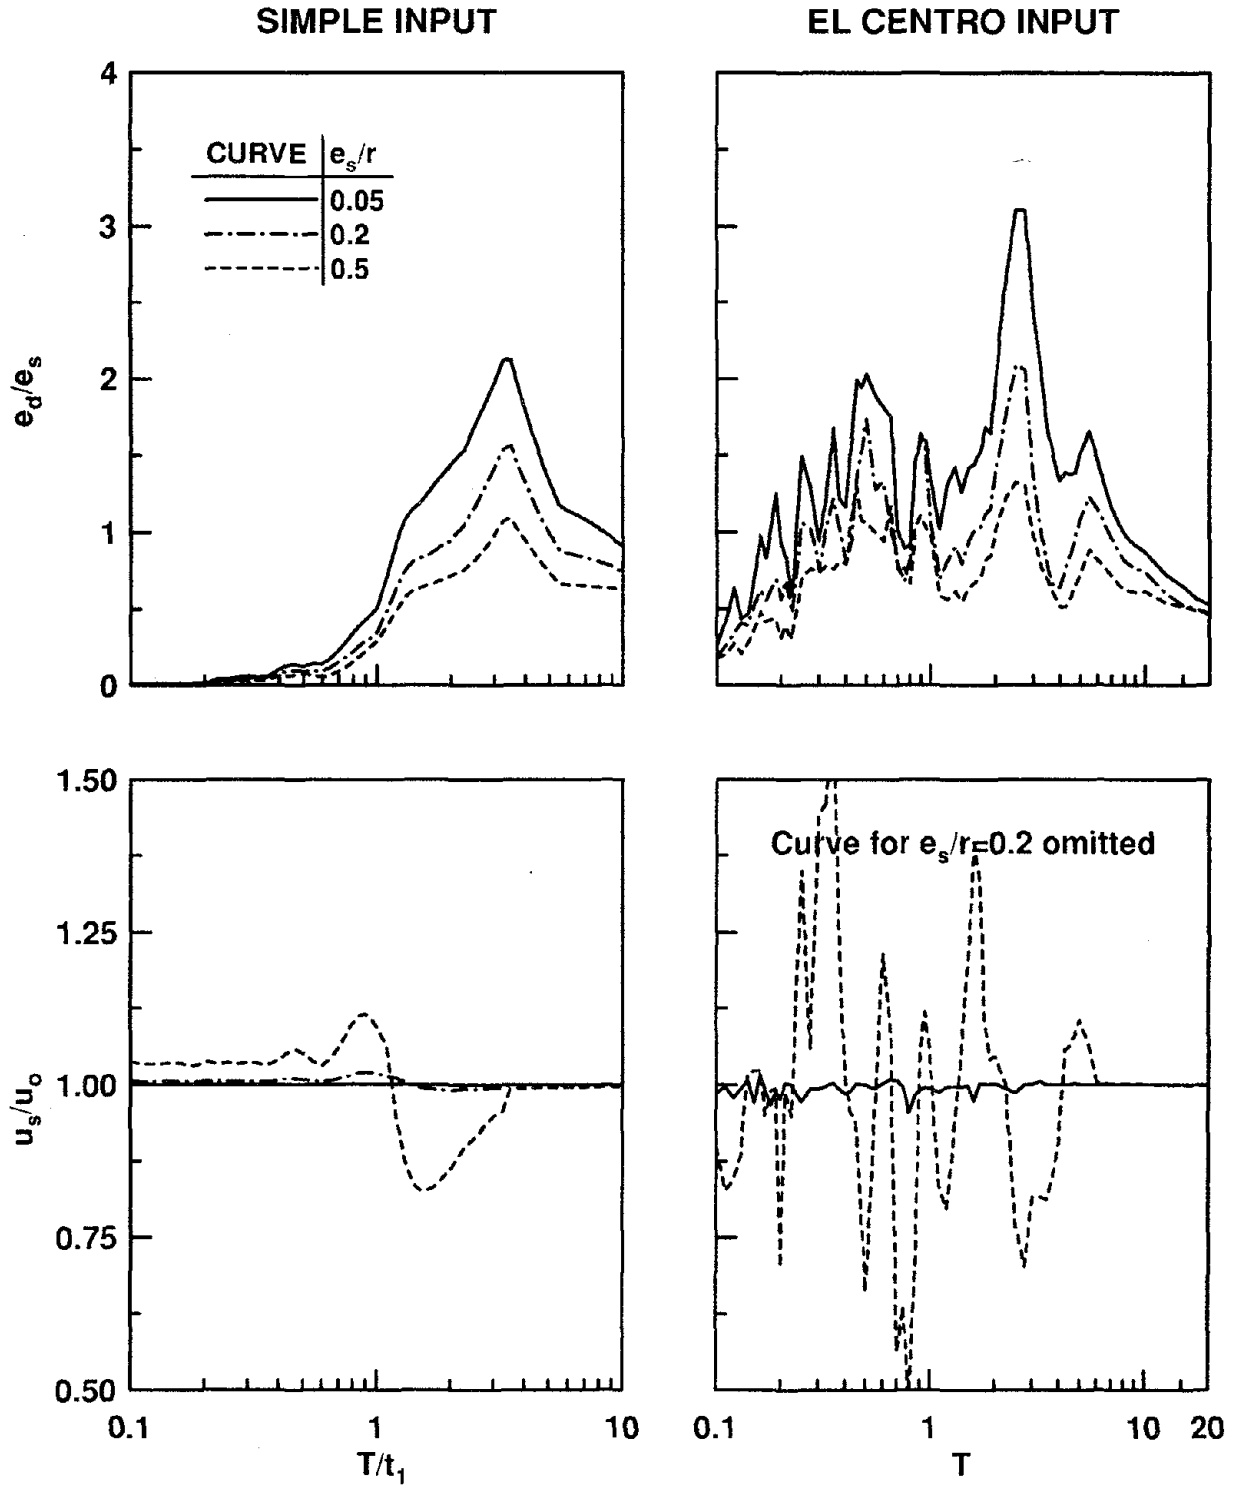 SIMPLE INPUT
EL CENTRO INPUT
4
3
2
1
0
e_d/e_s
CURVE e_s/r
0.05
0.2
0.5
1.50
1.25
1.00
0.75
0.50
u_s/u_o
Curve for e_s/r=0.2 omitted
0.1 1 10
T/t_1
0.1 1 10 20
T